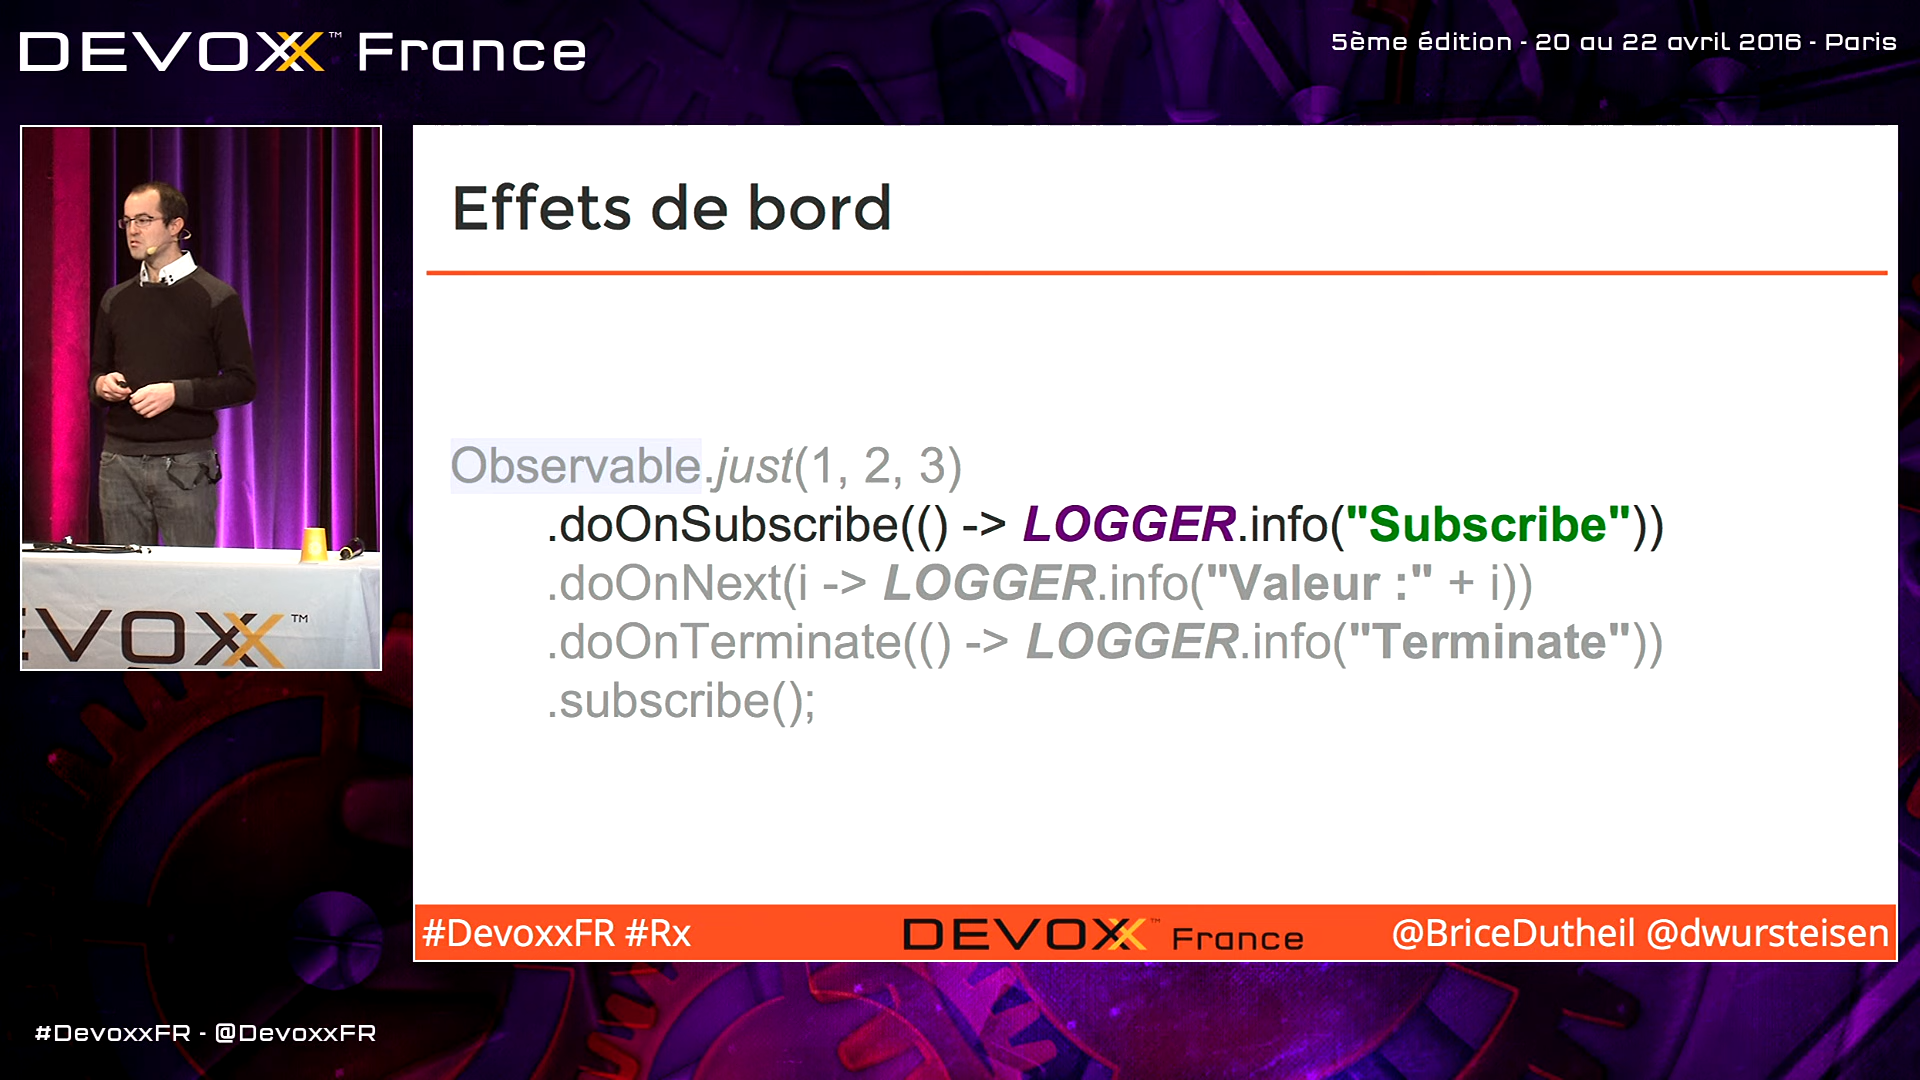 DEVOXX™ France
5ème édition - 20 au 22 avril 2016 - Paris
Effets de bord
Observable.just(1, 2, 3)
.doOnSubscribe(() -> LOGGER.info("Subscribe"))
.doOnNext(i -> LOGGER.info("Valeur :" + i))
.doOnTerminate(() -> LOGGER.info("Terminate"))
.subscribe();
EVOXX™
#DevoxxFR #Rx
DEVOXX™ France
@BriceDutheil @dwursteisen
#DevoxxFR - @DevoxxFR